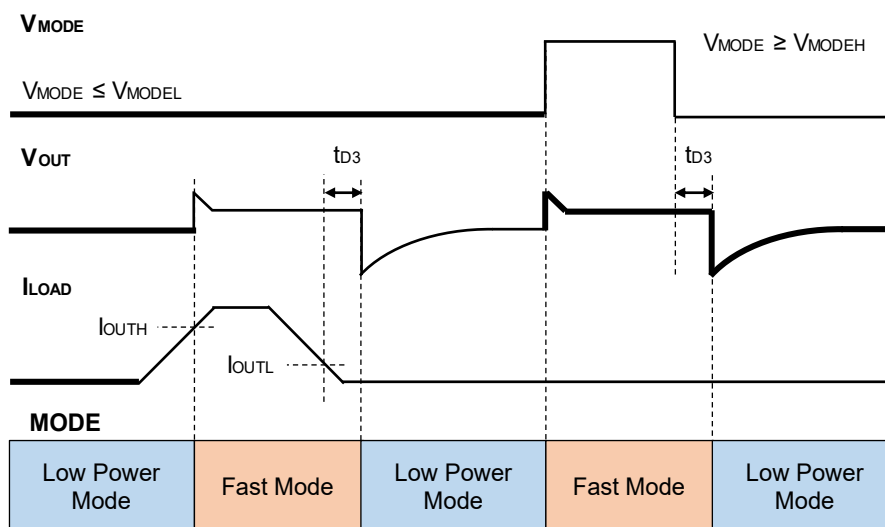 VMODE
VMODE ≥ VMODEH
VMODE ≤ VMODEL
VOUT
tD3
tD3
ILOAD
IOUTH
IOUTL
MODE
Low Power
Mode
Fast Mode
Low Power
Mode
Fast Mode
Low Power
Mode